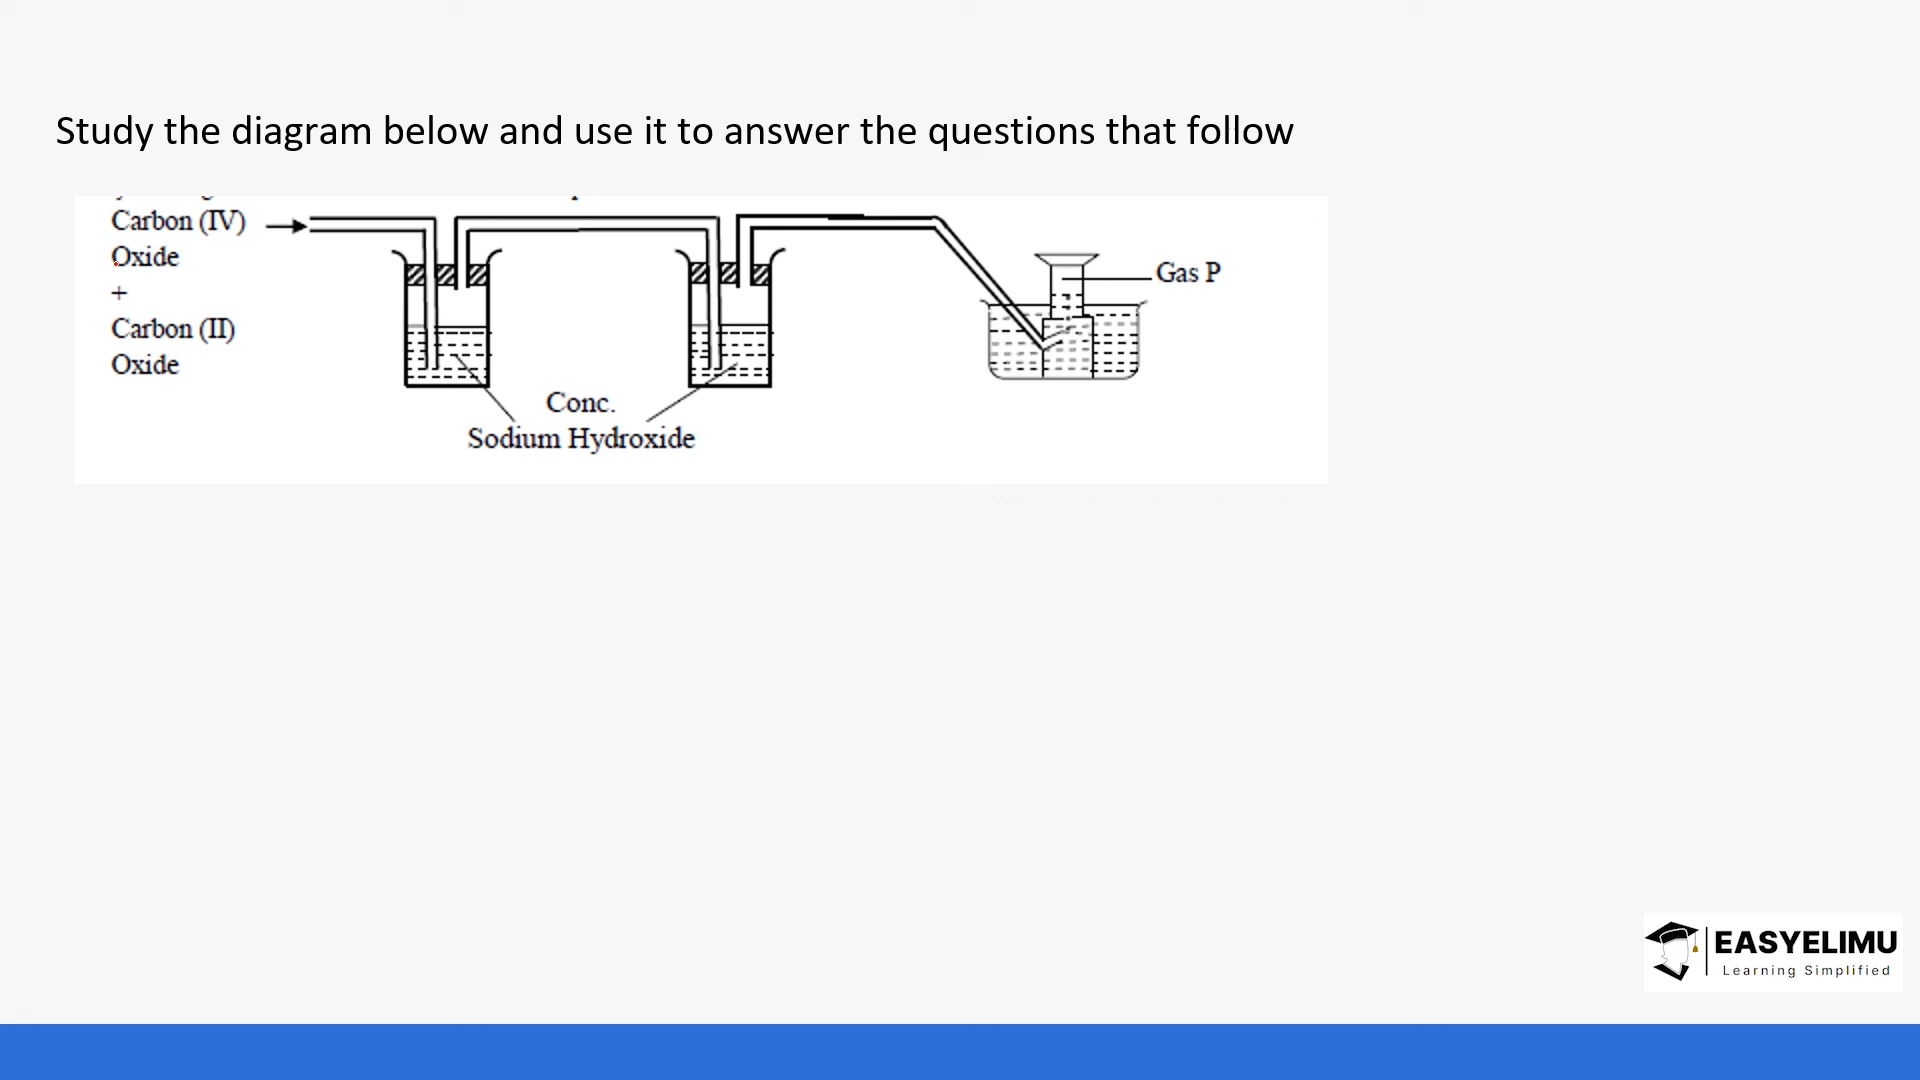 Study the diagram below and use it to answer the questions that follow
Carbon (IV)
Oxide
+
Carbon (II)
Oxide
Gas P
Conc.
Sodium Hydroxide
EASYELIMU
Learning Simplified